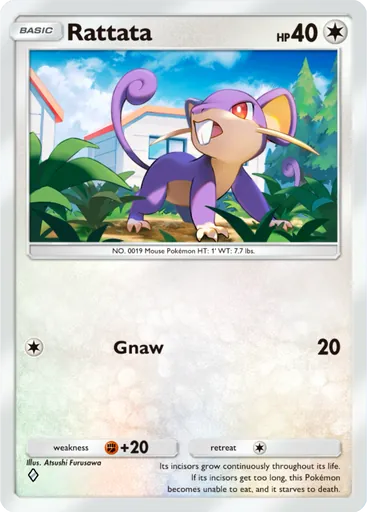 BASIC Rattata HP 40
NO. 0019 Mouse Pokémon HT: 1' WT: 7.7 lbs.
Gnaw 20
weakness +20 retreat
Illus. Atsushi Furusawa
Its incisors grow continuously throughout its life.
If its incisors get too long, this Pokémon
becomes unable to eat, and it starves to death.